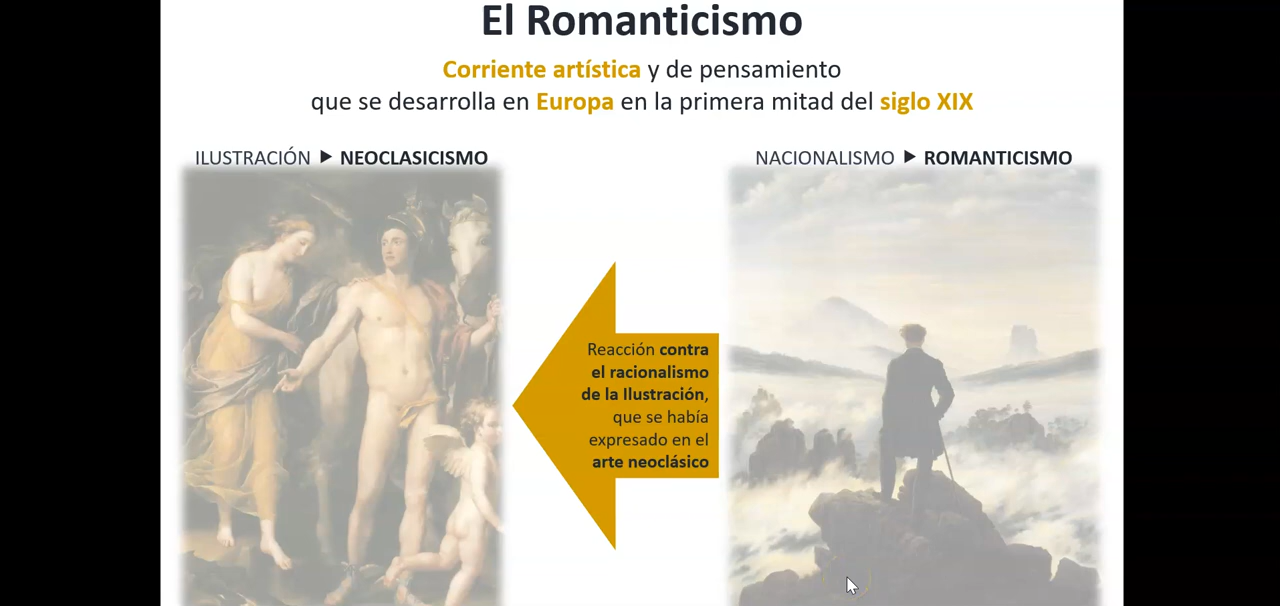 El Romanticismo
Corriente artística y de pensamiento
que se desarrolla en Europa en la primera mitad del siglo XIX
ILUSTRACIÓN ▶ NEOCLASICISMO
NACIONALISMO ▶ ROMANTICISMO
Reacción contra
el racionalismo
de la Ilustración,
que se había
expresado en el
arte neoclásico